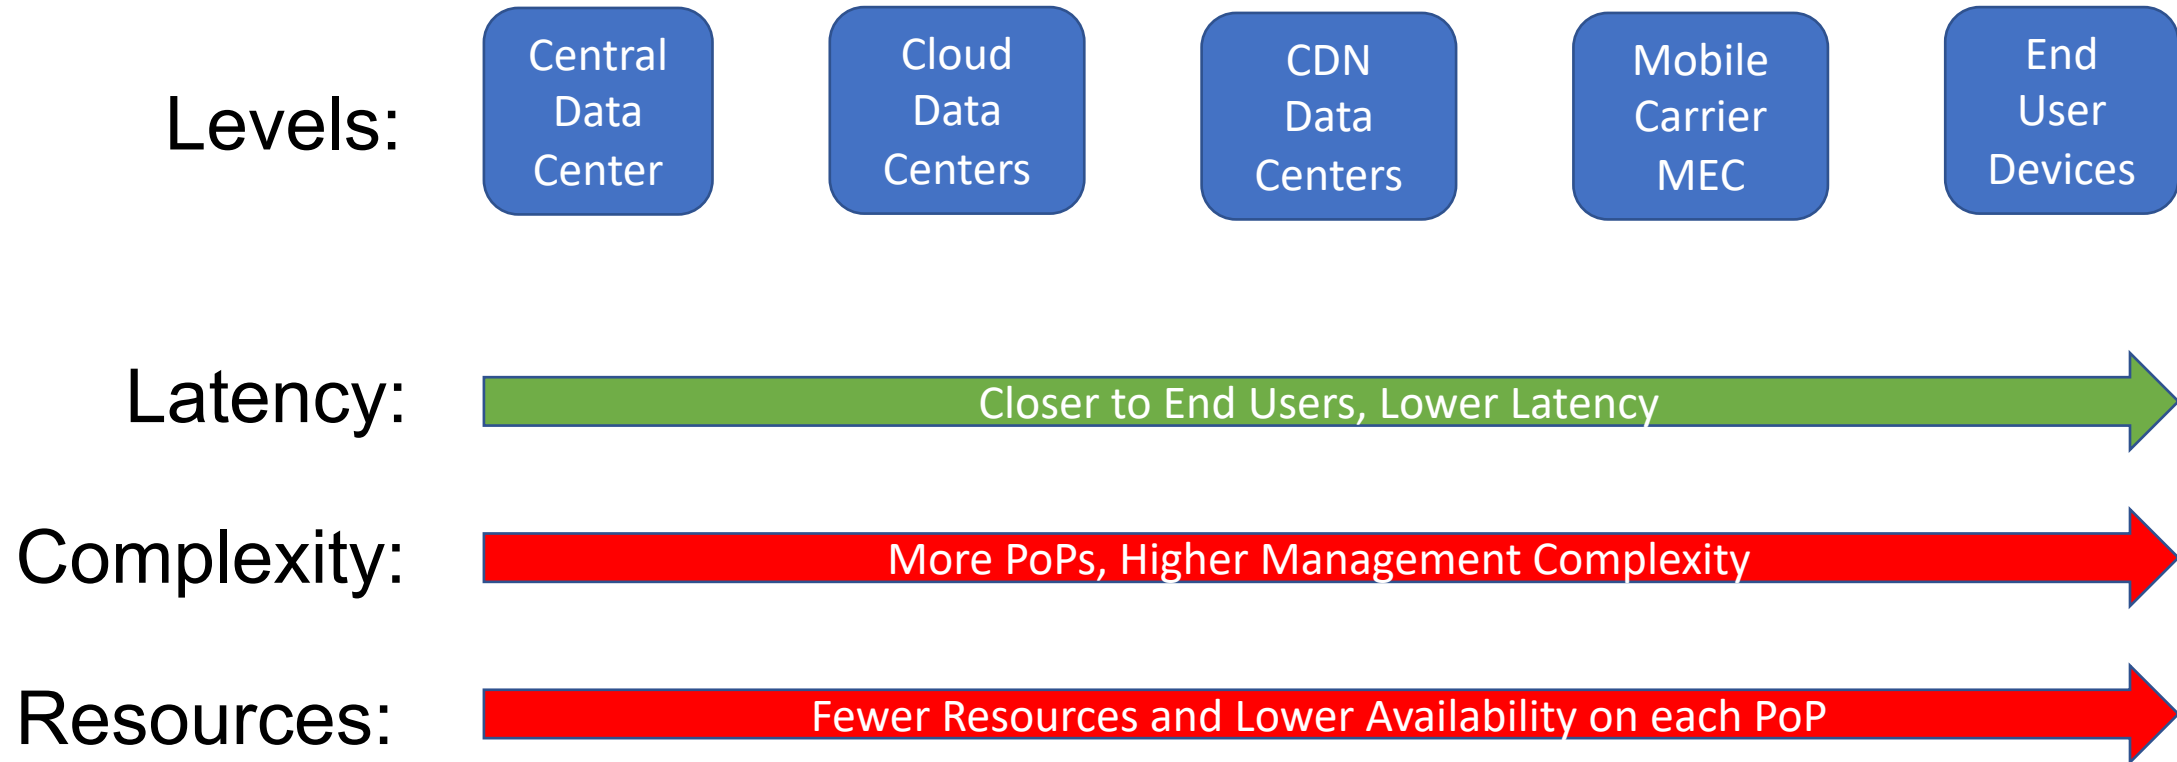 Levels:
Central
Data
Center
Cloud
Data
Centers
CDN
Data
Centers
Mobile
Carrier
MEC
End
User
Devices
Latency:
Closer to End Users, Lower Latency
Complexity:
More PoPs, Higher Management Complexity
Resources:
Fewer Resources and Lower Availability on each PoP